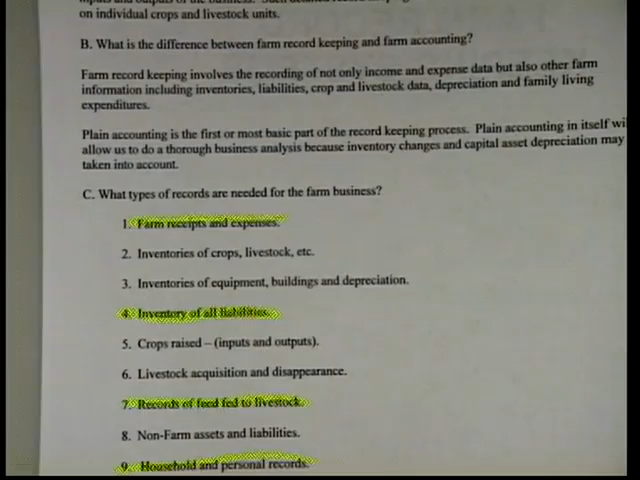 on individual crops and livestock units.
B. What is the difference between farm record keeping and farm accounting?
Farm record keeping involves the recording of not only income and expense data but also other farm
information including inventories, liabilities, crop and livestock data, depreciation and family living
expenditures.
Plain accounting is the first or most basic part of the record keeping process. Plain accounting in itself wi
allow us to do a thorough business analysis because inventory changes and capital asset depreciation may
taken into account.
C. What types of records are needed for the farm business?
1. Farm receipts and expenses.
2. Inventories of crops, livestock, etc.
3. Inventories of equipment, buildings and depreciation.
4. Inventory of all liabilities.
5. Crops raised – (inputs and outputs).
6. Livestock acquisition and disappearance.
7. Records of feed fed to livestock.
8. Non-Farm assets and liabilities.
9. Household and personal records.